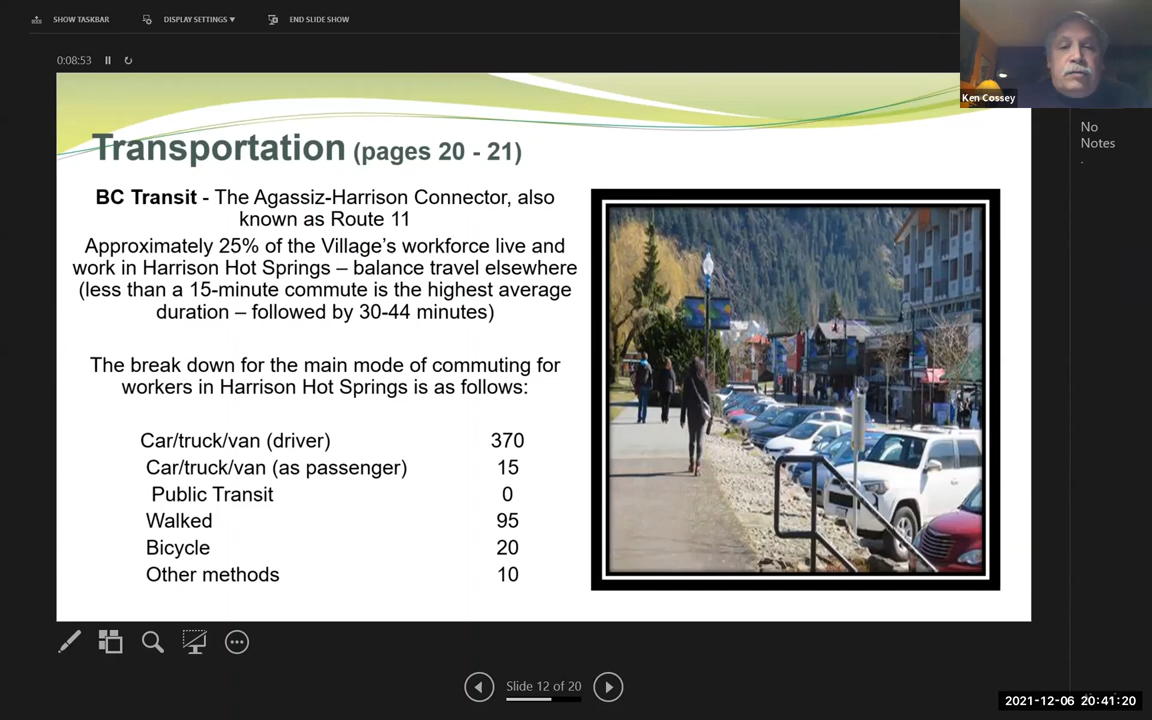 SHOW TASKBAR
DISPLAY SETTINGS ▼
END SLIDE SHOW
0:08:53
Ken Cossey
No
Notes
.
Transportation (pages 20 - 21)
BC Transit - The Agassiz-Harrison Connector, also
known as Route 11
Approximately 25% of the Village's workforce live and
work in Harrison Hot Springs – balance travel elsewhere
(less than a 15-minute commute is the highest average
duration – followed by 30-44 minutes)
The break down for the main mode of commuting for
workers in Harrison Hot Springs is as follows:
Car/truck/van (driver) 370
Car/truck/van (as passenger) 15
Public Transit 0
Walked 95
Bicycle 20
Other methods 10
Slide 12 of 20
2021-12-06 20:41:20